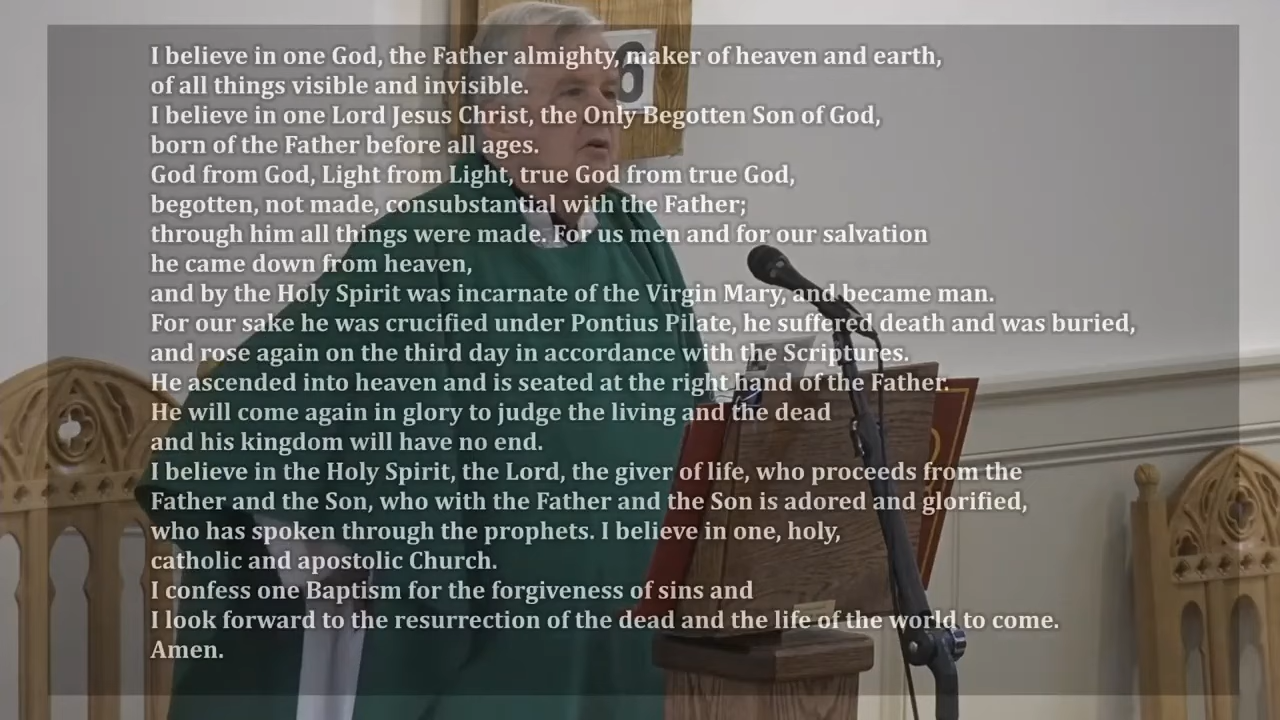 6
I believe in one God, the Father almighty, maker of heaven and earth,
of all things visible and invisible.
I believe in one Lord Jesus Christ, the Only Begotten Son of God,
born of the Father before all ages.
God from God, Light from Light, true God from true God,
begotten, not made, consubstantial with the Father;
through him all things were made. For us men and for our salvation
he came down from heaven,
and by the Holy Spirit was incarnate of the Virgin Mary, and became man.
For our sake he was crucified under Pontius Pilate, he suffered death and was buried,
and rose again on the third day in accordance with the Scriptures.
He ascended into heaven and is seated at the right hand of the Father.
He will come again in glory to judge the living and the dead
and his kingdom will have no end.
I believe in the Holy Spirit, the Lord, the giver of life, who proceeds from the
Father and the Son, who with the Father and the Son is adored and glorified,
who has spoken through the prophets. I believe in one, holy,
catholic and apostolic Church.
I confess one Baptism for the forgiveness of sins and
I look forward to the resurrection of the dead and the life of the world to come.
Amen.